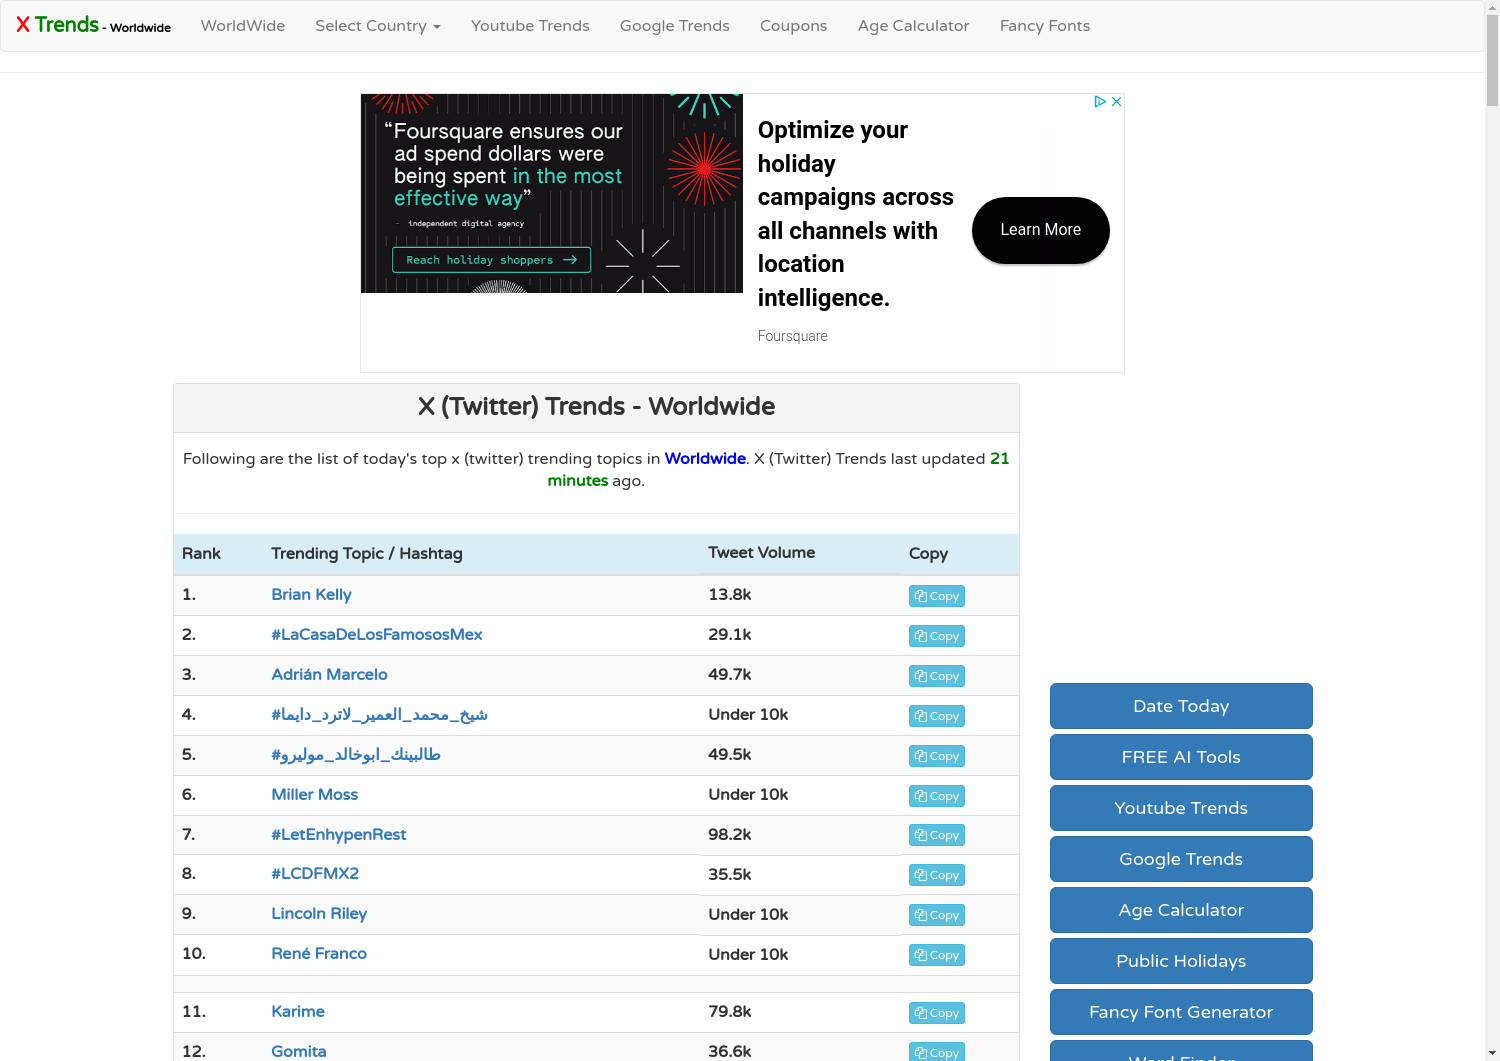 X Trends - Worldwide WorldWide Select Country Youtube Trends Google Trends Coupons Age Calculator Fancy Fonts
“Foursquare ensures our
ad spend dollars were
being spent in the most
effective way”
- independent digital agency
Reach holiday shoppers →
Optimize your
holiday
campaigns across
all channels with
location
intelligence.
Foursquare
Learn More
X (Twitter) Trends - Worldwide
Following are the list of today's top x (twitter) trending topics in Worldwide. X (Twitter) Trends last updated 21
minutes ago.
Rank Trending Topic / Hashtag Tweet Volume Copy
1. Brian Kelly 13.8k Copy
2. #LaCasaDeLosFamososMex 29.1k Copy
3. Adrián Marcelo 49.7k Copy
4. #شيخ_محمد_العمير_لاترد_دايما Under 10k Copy
5. #طالبينك_ابوخالد_موليرو 49.5k Copy
6. Miller Moss Under 10k Copy
7. #LetEnhypenRest 98.2k Copy
8. #LCDFMX2 35.5k Copy
9. Lincoln Riley Under 10k Copy
10. René Franco Under 10k Copy
11. Karime 79.8k Copy
12. Gomita 36.6k Copy
Date Today
FREE AI Tools
Youtube Trends
Google Trends
Age Calculator
Public Holidays
Fancy Font Generator
Word Finder